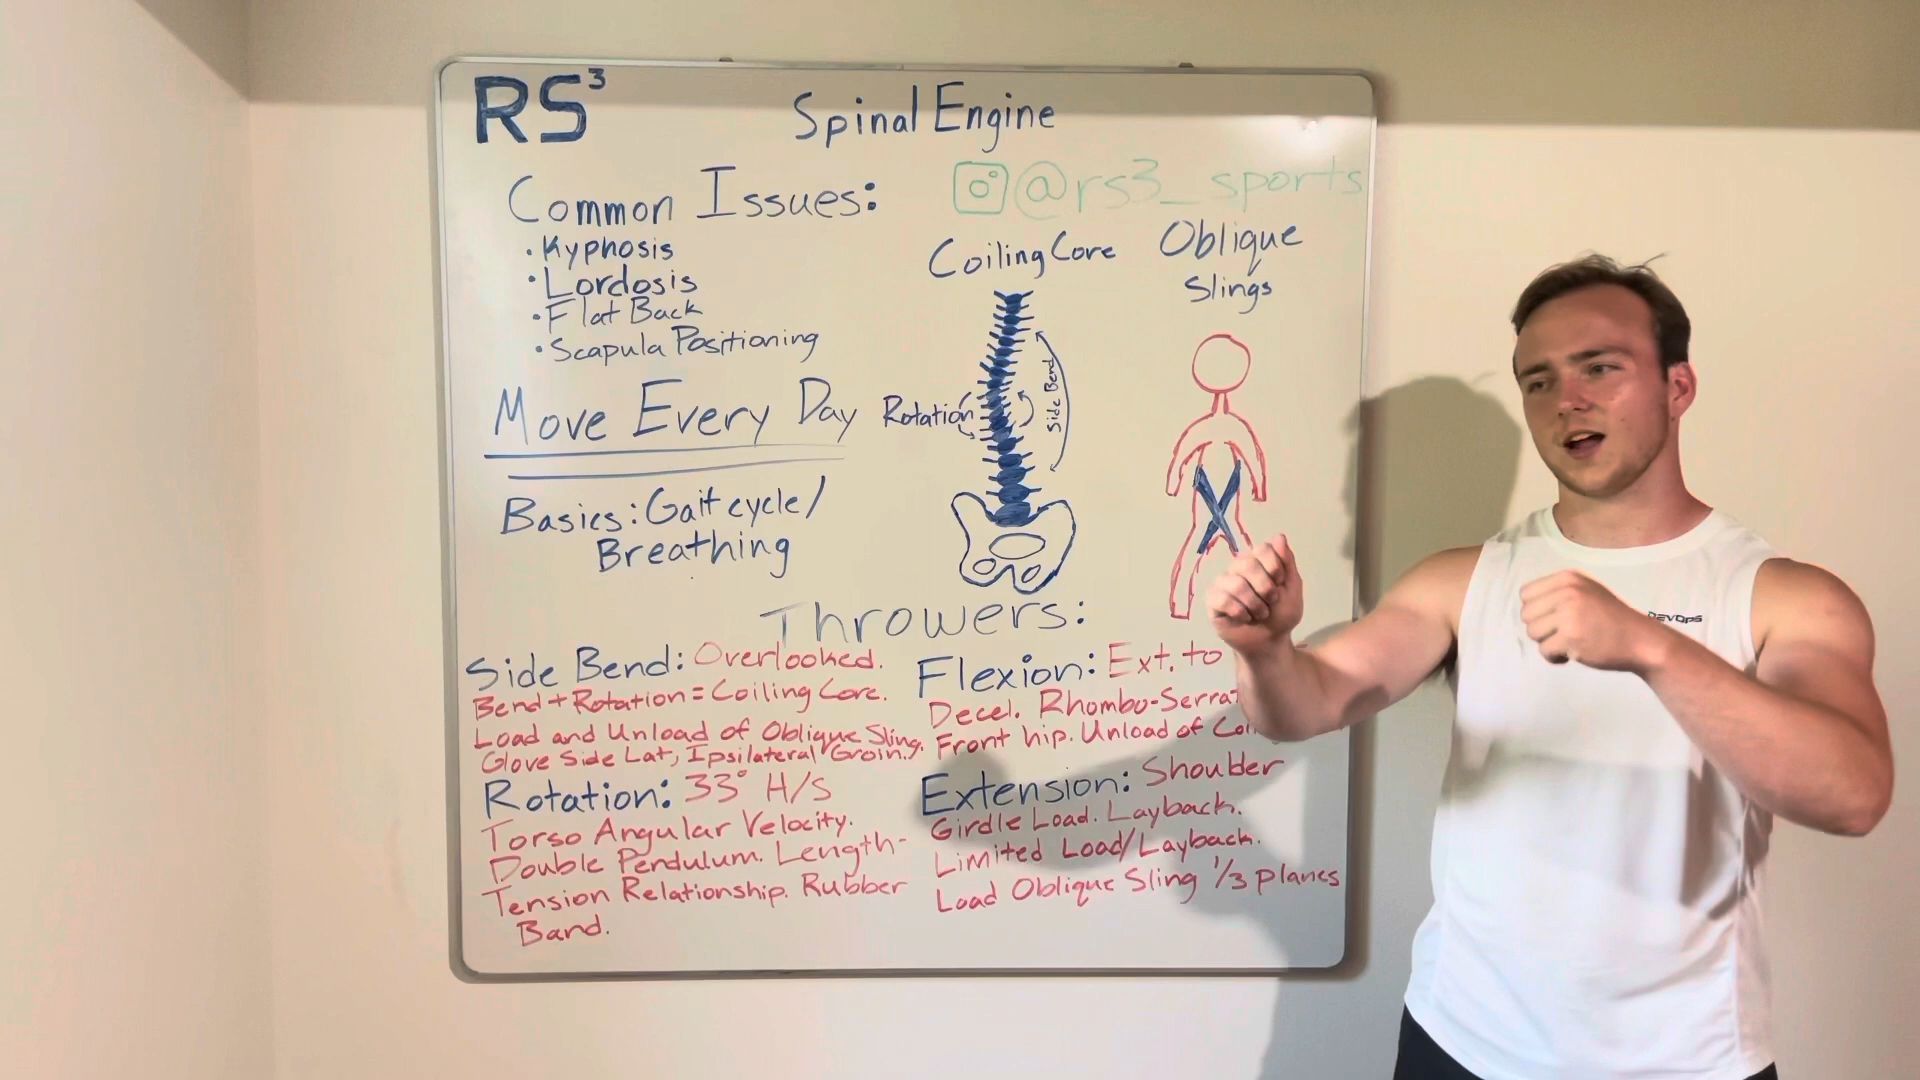 RS³
Spinal Engine
@rs3_sports
Common Issues:
• Kyphosis
• Lordosis
• Flat Back
• Scapula Positioning
Move Every Day
Basics: Gait cycle/
Breathing
Coiling Core
Rotation
Side Bend
Oblique
Slings
Throwers:
Side Bend: Overlooked.
Bend + Rotation = Coiling Core.
Load and Unload of Oblique Sling.
Glove Side Lat, Ipsilateral Groin.
Rotation: 33° H/S
Torso Angular Velocity.
Double Pendulum. Length-
Tension Relationship. Rubber
Band.
Flexion: Ext. to
Decel. Rhombo-Serrat
Front hip. Unload of
Extension: Shoulder
Girdle Load. Layback.
Limited Load/Layback.
Load Oblique Sling 1/3 planes
DEVOPS